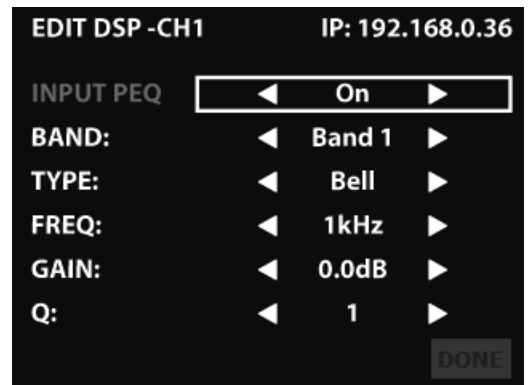 EDIT DSP -CH1 IP: 192.168.0.36
INPUT PEQ On
BAND: Band 1
TYPE: Bell
FREQ: 1kHz
GAIN: 0.0dB
Q: 1
DONE